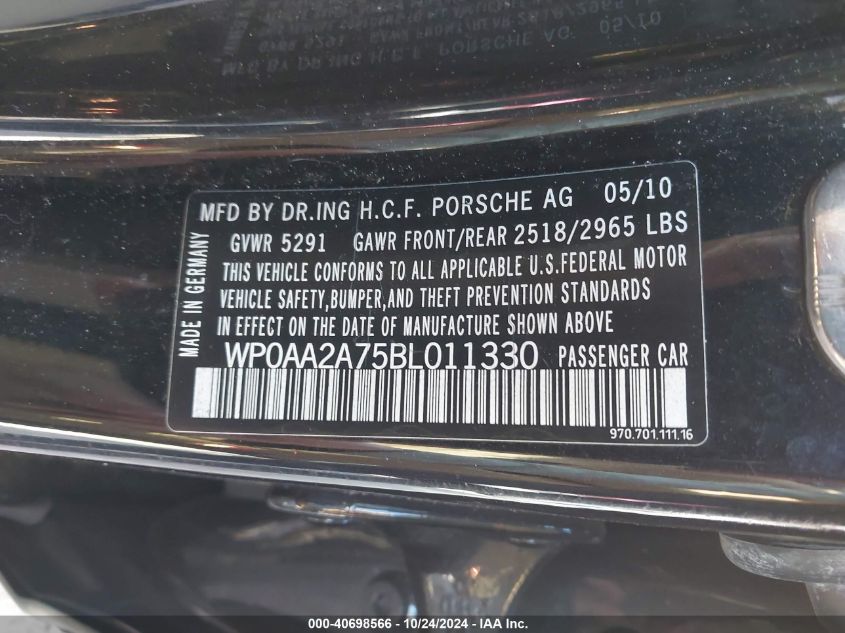 MFD BY DR.ING H.C.F. PORSCHE AG 05/10
GVWR 5291 GAWR FRONT/REAR 2518/2965 LBS
THIS VEHICLE CONFORMS TO ALL APPLICABLE U.S.FEDERAL MOTOR
VEHICLE SAFETY,BUMPER,AND THEFT PREVENTION STANDARDS
IN EFFECT ON THE DATE OF MANUFACTURE SHOWN ABOVE.
WP0AA2A75BL011330 PASSENGER CAR
970.701.111.16
MADE IN GERMANY
000-40698566 - 10/24/2024 - IAA Inc.